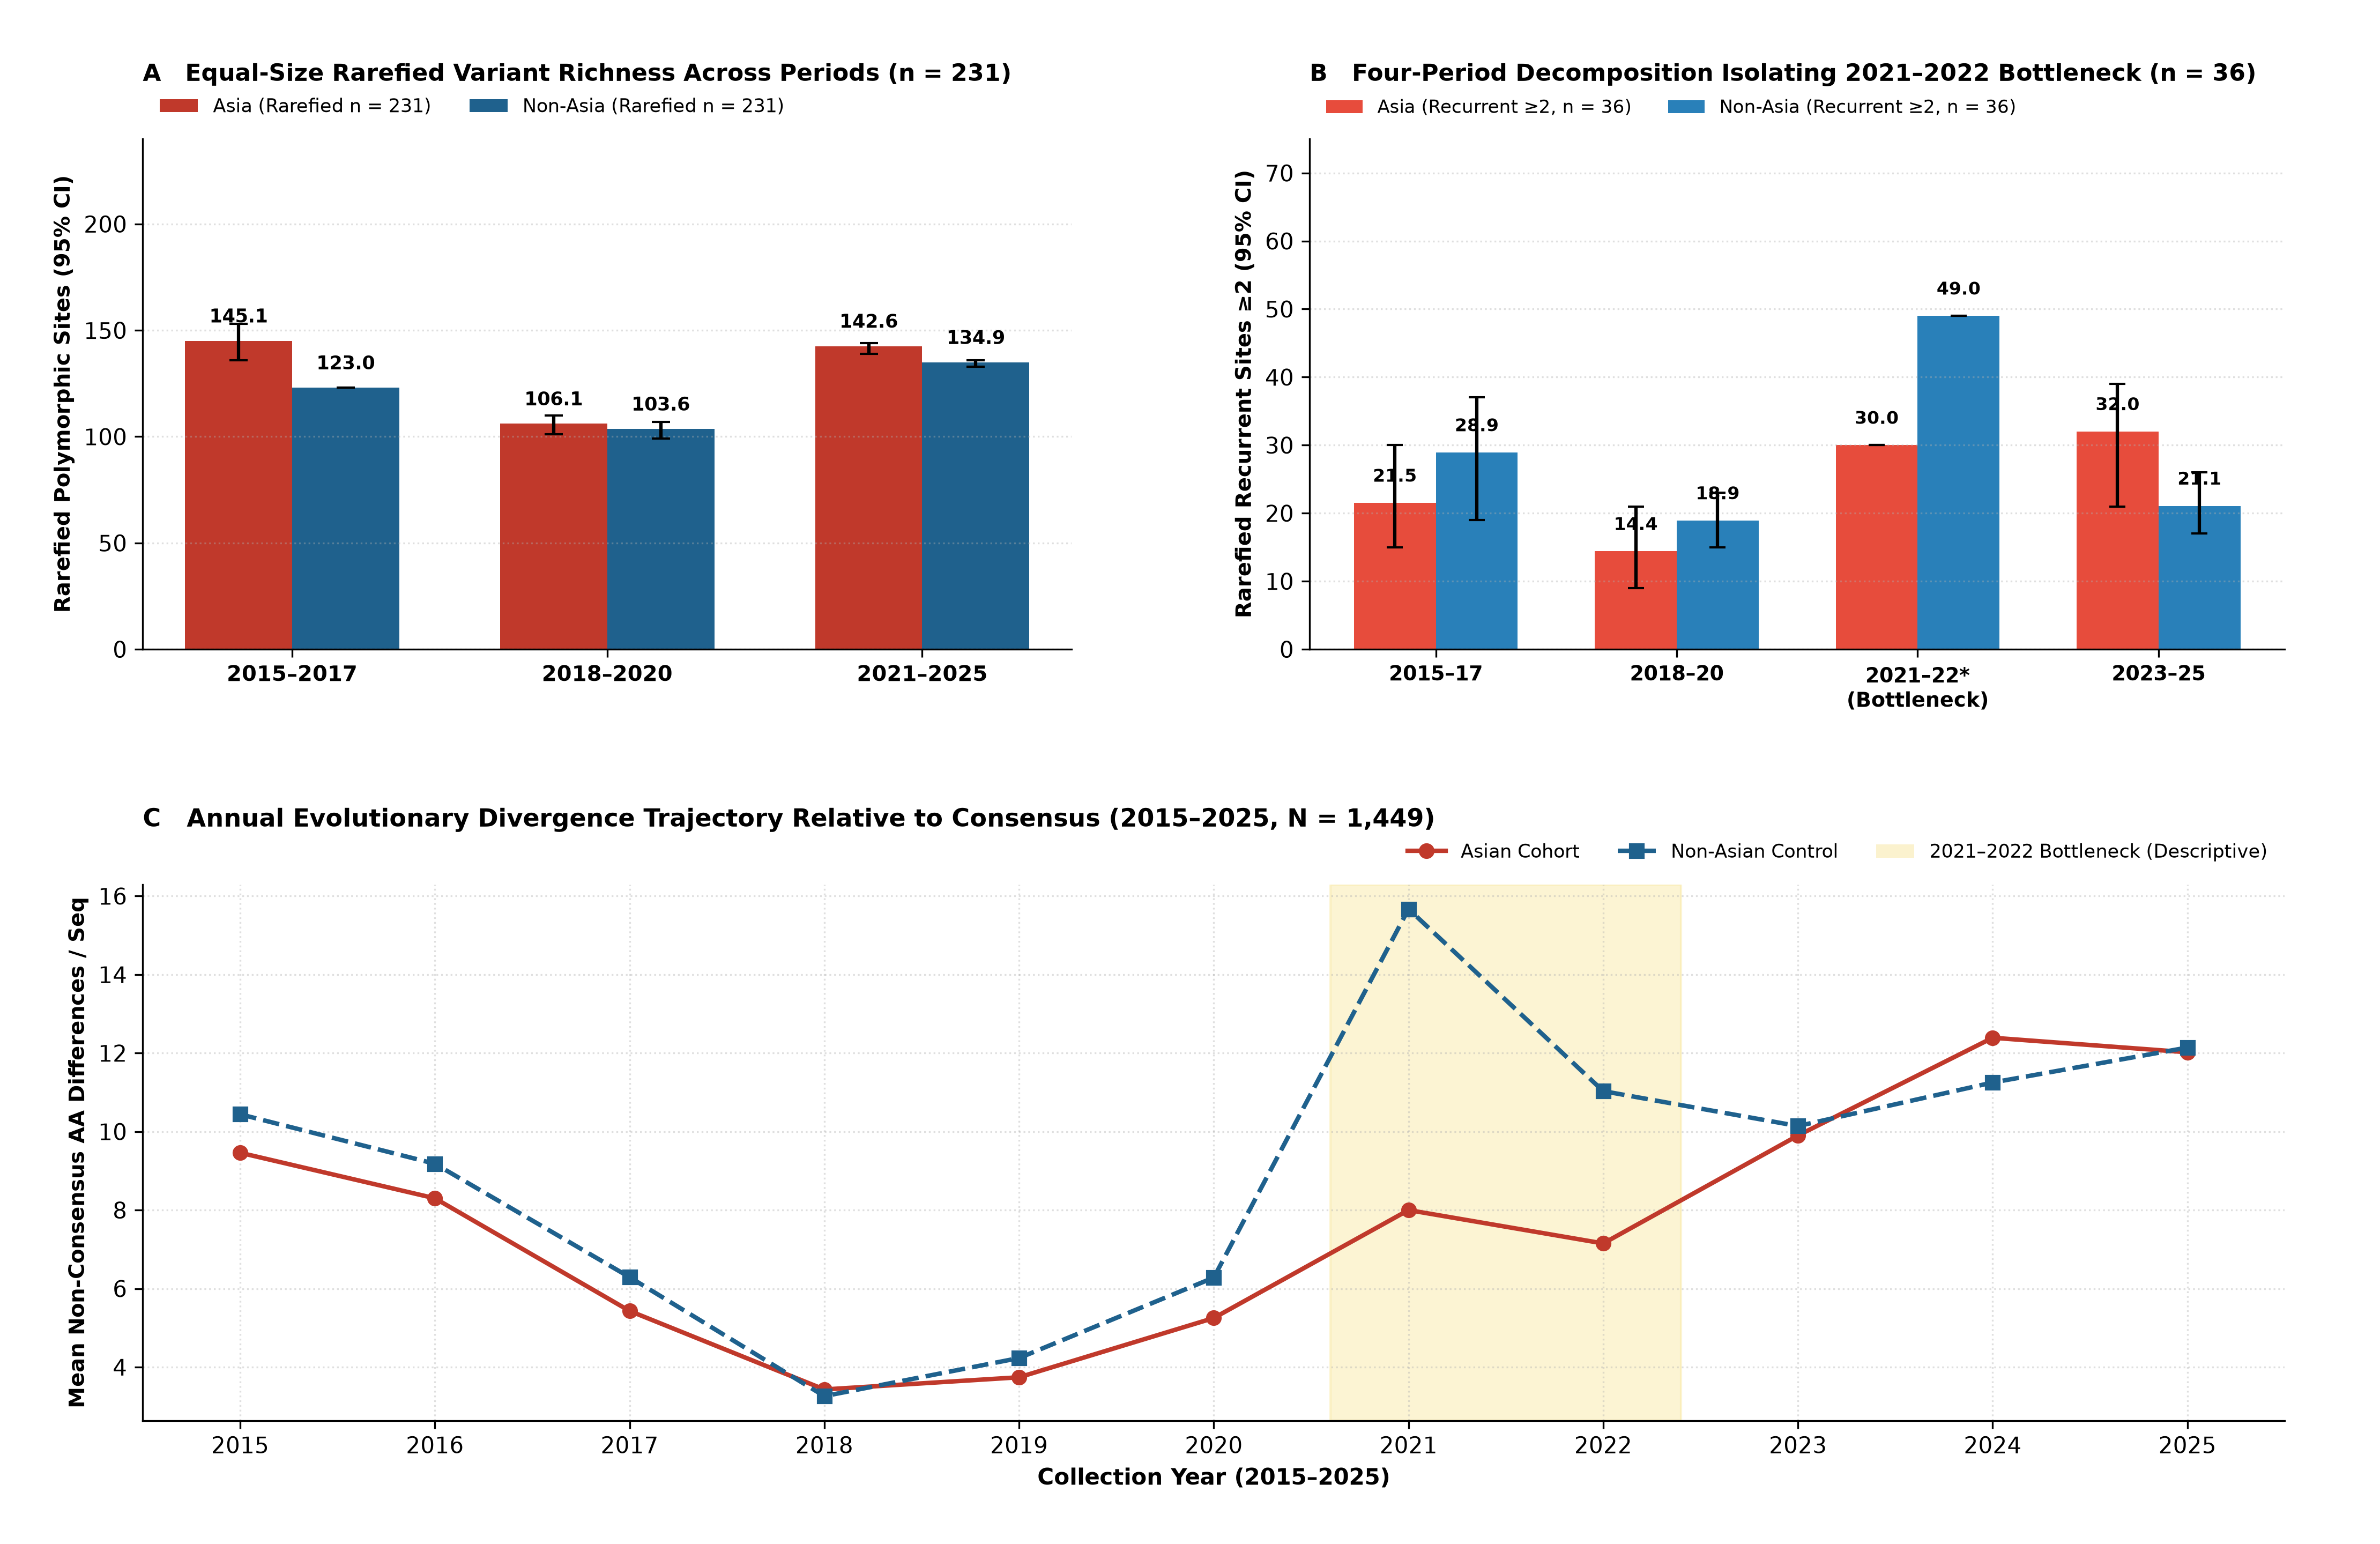 A   Equal-Size Rarefied Variant Richness Across Periods (n = 231)
Asia (Rarefied n = 231)   Non-Asia (Rarefied n = 231)
Rarefied Polymorphic Sites (95% CI)
200
150
100
50
0
145.1
123.0
106.1
103.6
142.6
134.9
2015–2017   2018–2020   2021–2025
B   Four-Period Decomposition Isolating 2021–2022 Bottleneck (n = 36)
Asia (Recurrent ≥2, n = 36)   Non-Asia (Recurrent ≥2, n = 36)
Rarefied Recurrent Sites ≥2 (95% CI)
70
60
50
40
30
20
10
0
21.5
28.9
14.4
18.9
30.0
49.0
32.0
21.1
2015–17   2018–20   2021–22*   2023–25
(Bottleneck)
C   Annual Evolutionary Divergence Trajectory Relative to Consensus (2015–2025, N = 1,449)
Asian Cohort   Non-Asian Control   2021–2022 Bottleneck (Descriptive)
Mean Non-Consensus AA Differences / Seq
16
14
12
10
8
6
4
2015   2016   2017   2018   2019   2020   2021   2022   2023   2024   2025
Collection Year (2015–2025)